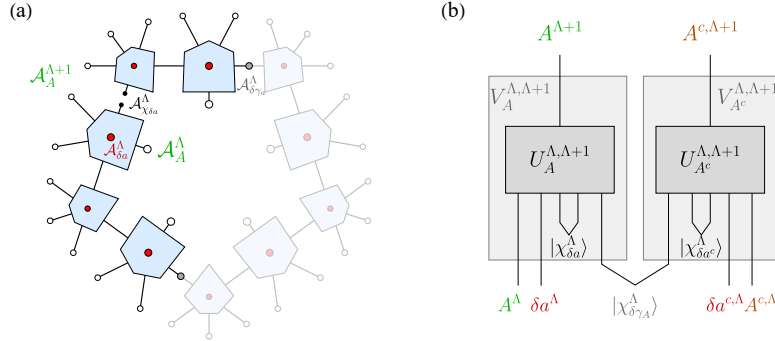 (a)
𝒜_A^{Λ+1}
𝒜_{δγ_A}^Λ
𝒜_{χ_{δa}}^Λ
𝒜_{δa}^Λ
𝒜_A^Λ
(b)
A^{Λ+1} A^{c,Λ+1}
V_A^{Λ,Λ+1} V_{A^c}^{Λ,Λ+1}
U_A^{Λ,Λ+1} U_{A^c}^{Λ,Λ+1}
|χ_{δa}^Λ⟩ |χ_{δa^c}^Λ⟩
A^Λ δa^Λ |χ_{δγ_A}^Λ⟩ δa^{c,Λ} A^{c,Λ}